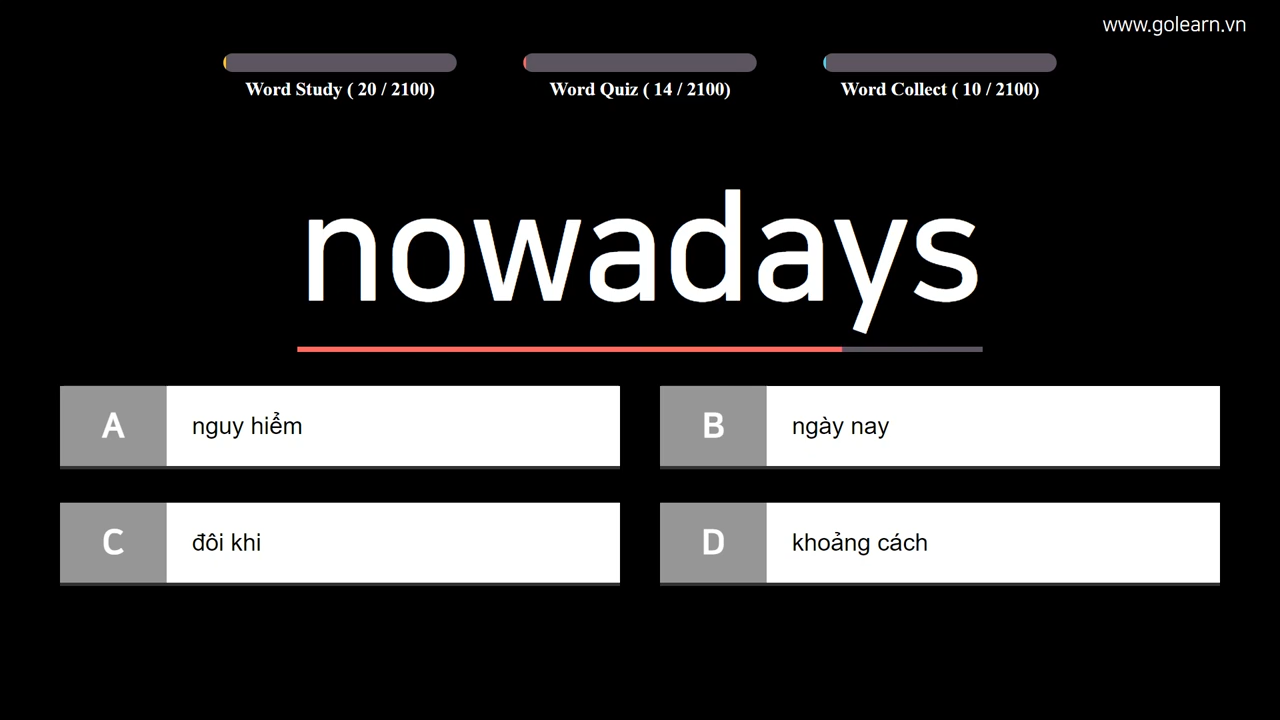 www.golearn.vn
Word Study ( 20 / 2100)
Word Quiz ( 14 / 2100)
Word Collect ( 10 / 2100)
nowadays
A nguy hiểm
B ngày nay
C đôi khi
D khoảng cách